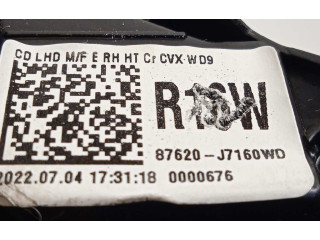 CD LHD M/F E RH HT Cr CVX-WD9
87620-J7160WD
2022.07.04 17:31:18 0000676